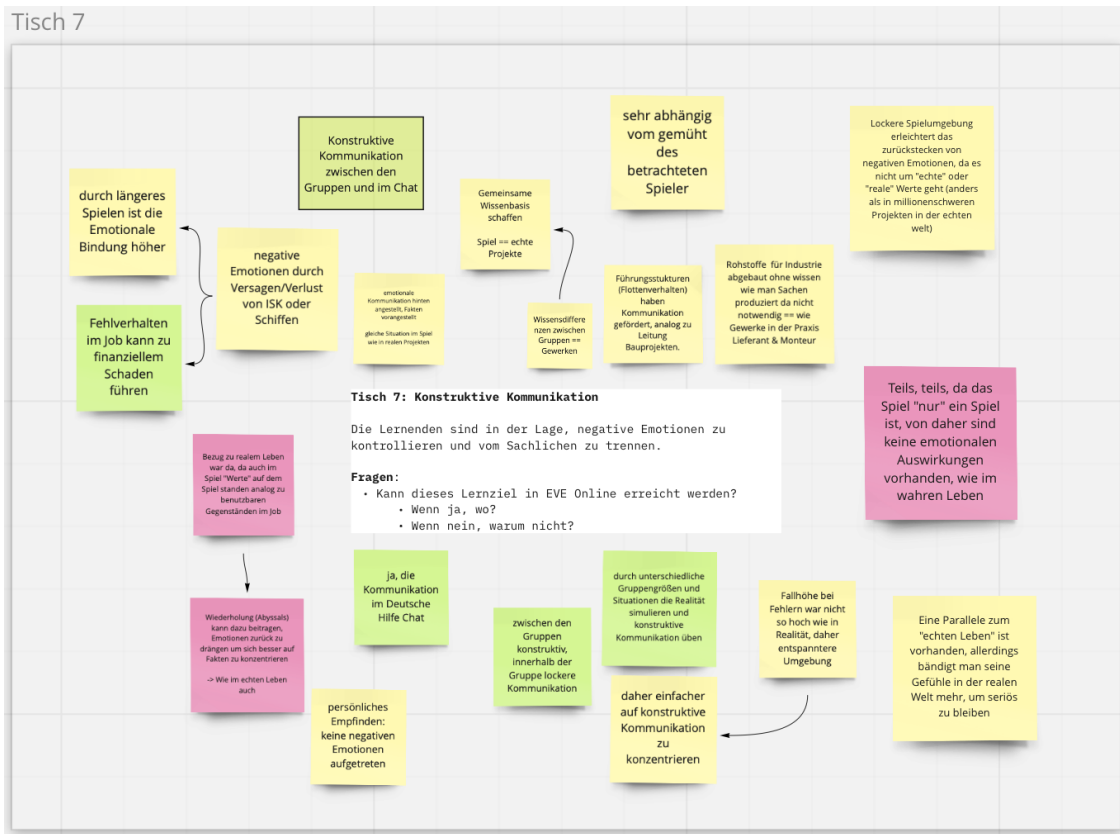 Tisch 7
Konstruktive
Kommunikation
zwischen den
Gruppen und im Chat
sehr abhängig
vom gemüht
des
betrachteten
Spieler
Lockere Spielumgebung
erleichtert das
zurückstecken von
negativen Emotionen, da es
nicht um "echte" oder
"reale" Werte geht (anders
als in millionenschweren
Projekten in der echten
welt)
durch längeres
Spielen ist die
Emotionale
Bindung höher
Gemeinsame
Wissenbasis
schaffen
Spiel == echte
Projekte
negative
Emotionen durch
Versagen/Verlust
von ISK oder
Schiffen
emotionale
Kommunikation hinten
angestellt, Fakten
vorangestellt
gleiche Situation im Spiel
wie in realen Projekten
Fehlverhalten
im Job kann zu
finanziellem
Schaden
führen
Wissensdiffere
nzen zwischen
Gruppen ==
Gewerken
Führungsstukturen
(Flottenverhalten)
haben
Kommunikation
gefördert, analog zu
Leitung
Bauprojekten.
Rohstoffe für Industrie
abgebaut ohne wissen
wie man Sachen
produziert da nicht
notwendig == wie
Gewerke in der Praxis
Lieferant & Monteur
Teils, teils, da das
Spiel "nur" ein Spiel
ist, von daher sind
keine emotionalen
Auswirkungen
vorhanden, wie im
wahren Leben
Tisch 7: Konstruktive Kommunikation
Die Lernenden sind in der Lage, negative Emotionen zu
kontrollieren und vom Sachlichen zu trennen.
Fragen:
• Kann dieses Lernziel in EVE Online erreicht werden?
• Wenn ja, wo?
• Wenn nein, warum nicht?
Bezug zu realem Leben
war da, da auch im
Spiel "Werte" auf dem
Spiel standen analog zu
benutzbaren
Gegenständen im Job
ja, die
Kommunikation
im Deutsche
Hilfe Chat
durch unterschiedliche
Gruppengrößen und
Situationen die Realität
simulieren und
konstruktive
Kommunikation üben
Fallhöhe bei
Fehlern war nicht
so hoch wie in
Realität, daher
entspanntere
Umgebung
Wiederholung (Abyssals)
kann dazu beitragen,
Emotionen zurück zu
drängen um sich besser auf
Fakten zu konzentrieren
-> Wie im echten Leben
auch
zwischen den
Gruppen
konstruktiv,
innerhalb der
Gruppe lockere
Kommunikation
Eine Parallele zum
"echten Leben" ist
vorhanden, allerdings
bändigt man seine
Gefühle in der realen
Welt mehr, um seriös
zu bleiben
persönliches
Empfinden:
keine negativen
Emotionen
aufgetreten
daher einfacher
auf konstruktive
Kommunikation
zu
konzentrieren